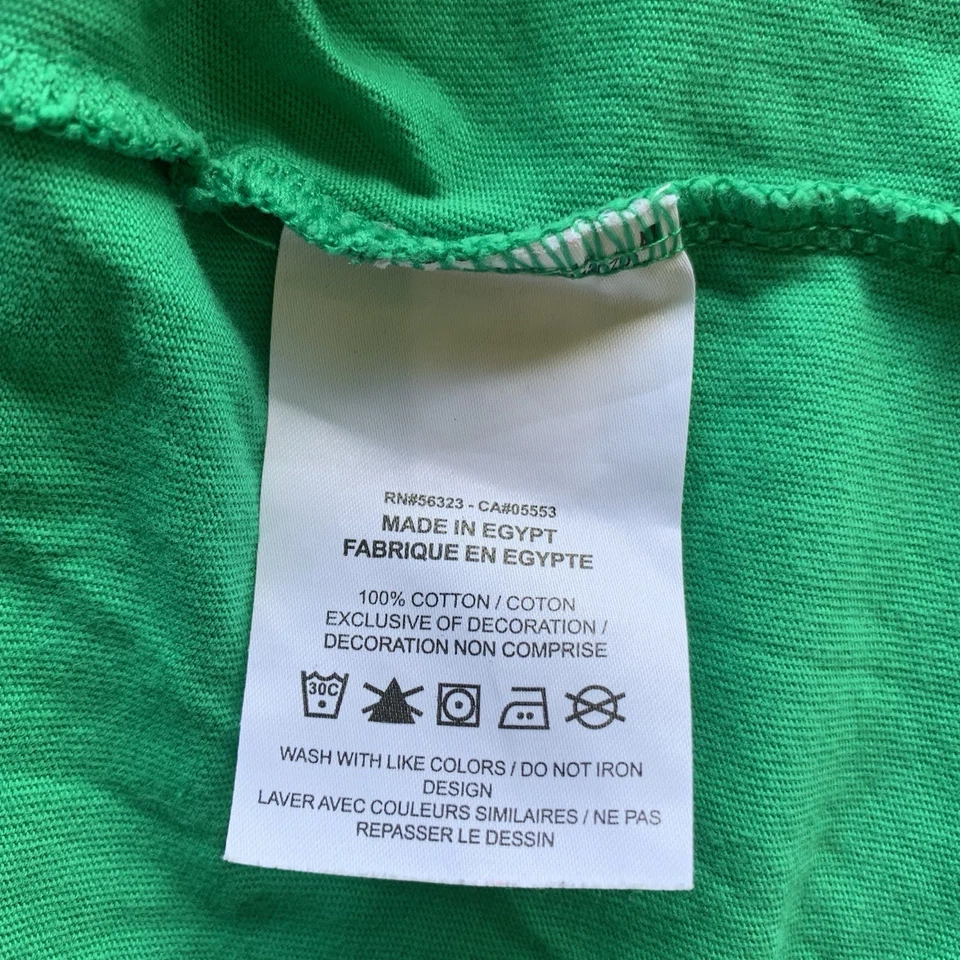 RN#56323 - CA#05553
MADE IN EGYPT
FABRIQUE EN EGYPTE
100% COTTON / COTON
EXCLUSIVE OF DECORATION /
DECORATION NON COMPRISE
30C
WASH WITH LIKE COLORS / DO NOT IRON
DESIGN
LAVER AVEC COULEURS SIMILAIRES / NE PAS
REPASSER LE DESSIN